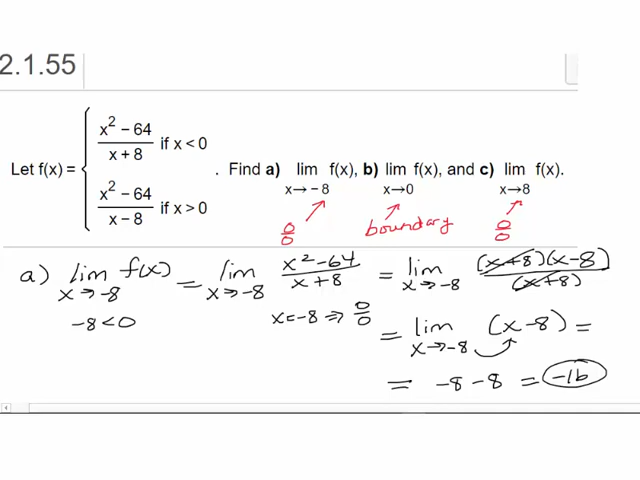 2.1.55
x² − 64
x + 8 if x < 0
Let f(x) = . Find a) lim f(x), b) lim f(x), and c) lim f(x).
x → − 8 x → 0 x → 8
x² − 64
x − 8 if x > 0
0/0 boundary 0/0
a) lim f(x) = lim x²−64 / x+8 = lim (x+8)(x−8) / (x+8)
x→−8 x→−8 x→−8
−8<0 x=−8 ⇒ 0/0
= lim (x−8) =
x→−8
= −8−8 = −16